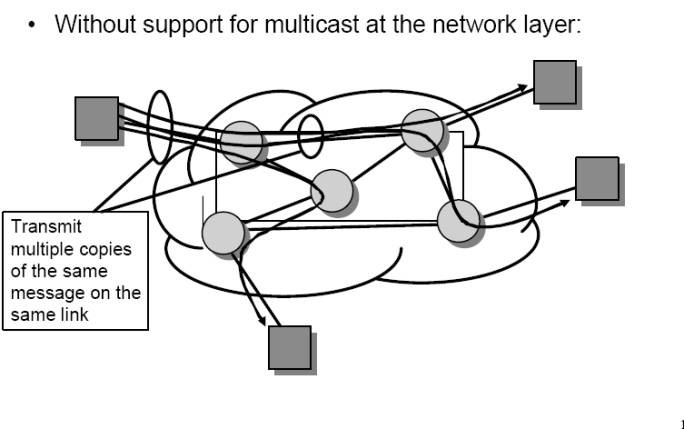 • Without support for multicast at the network layer:
Transmit
multiple copies
of the same
message on the
same link
1